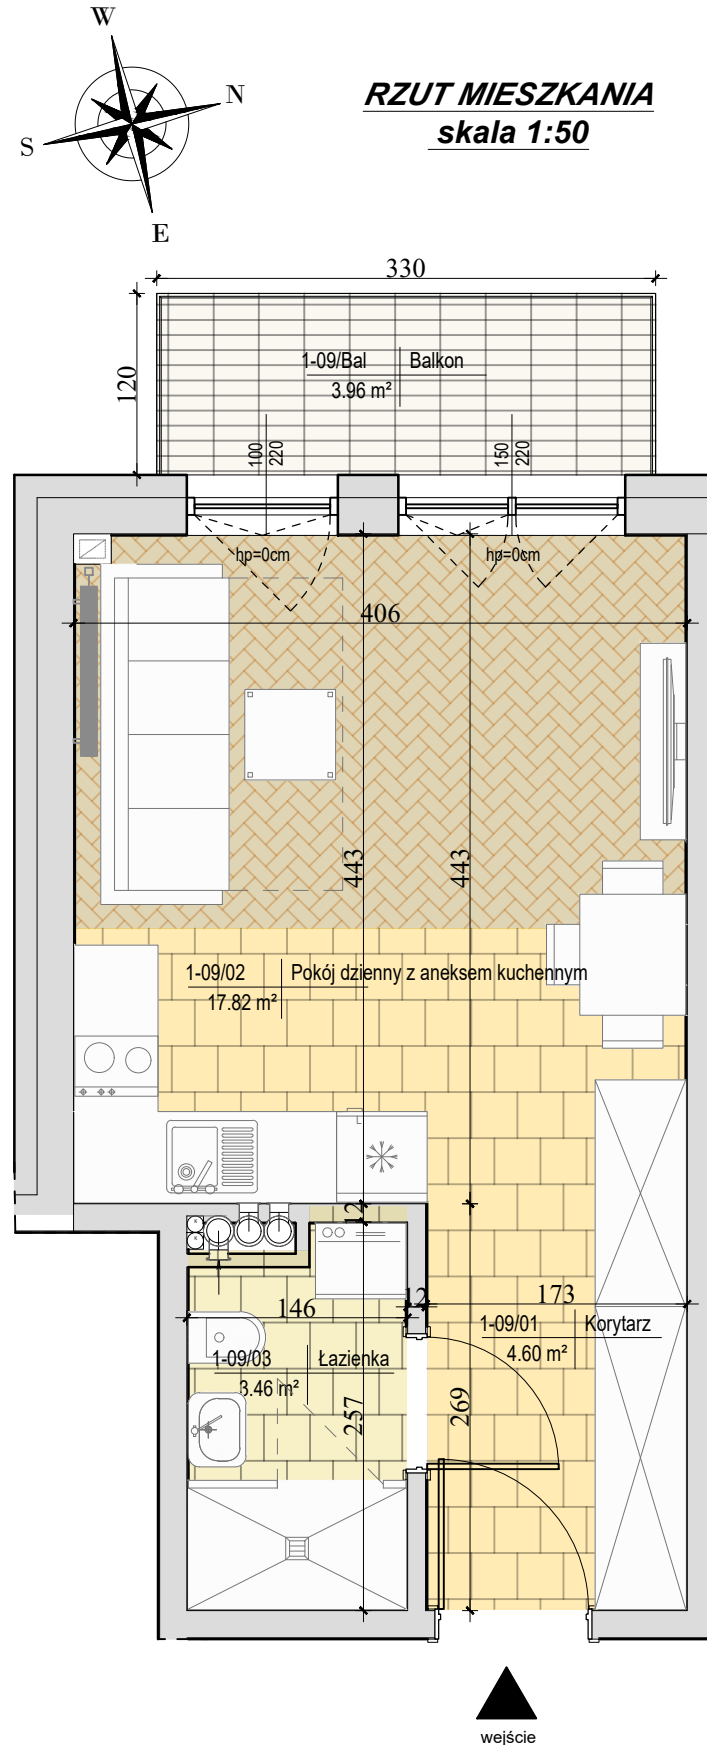 W
N
S
E
RZUT MIESZKANIA
skala 1:50
330
120
1-09/Bal Balkon
3.96 m²
100
220
150
220
hp=0cm
hp=0cm
406
443
443
1-09/02 Pokój dzienny z aneksem kuchennym
17.82 m²
12
146
12
173
1-09/01 Korytarz
4.60 m²
1-09/03 Łazienka
3.46 m²
257
269
wejście